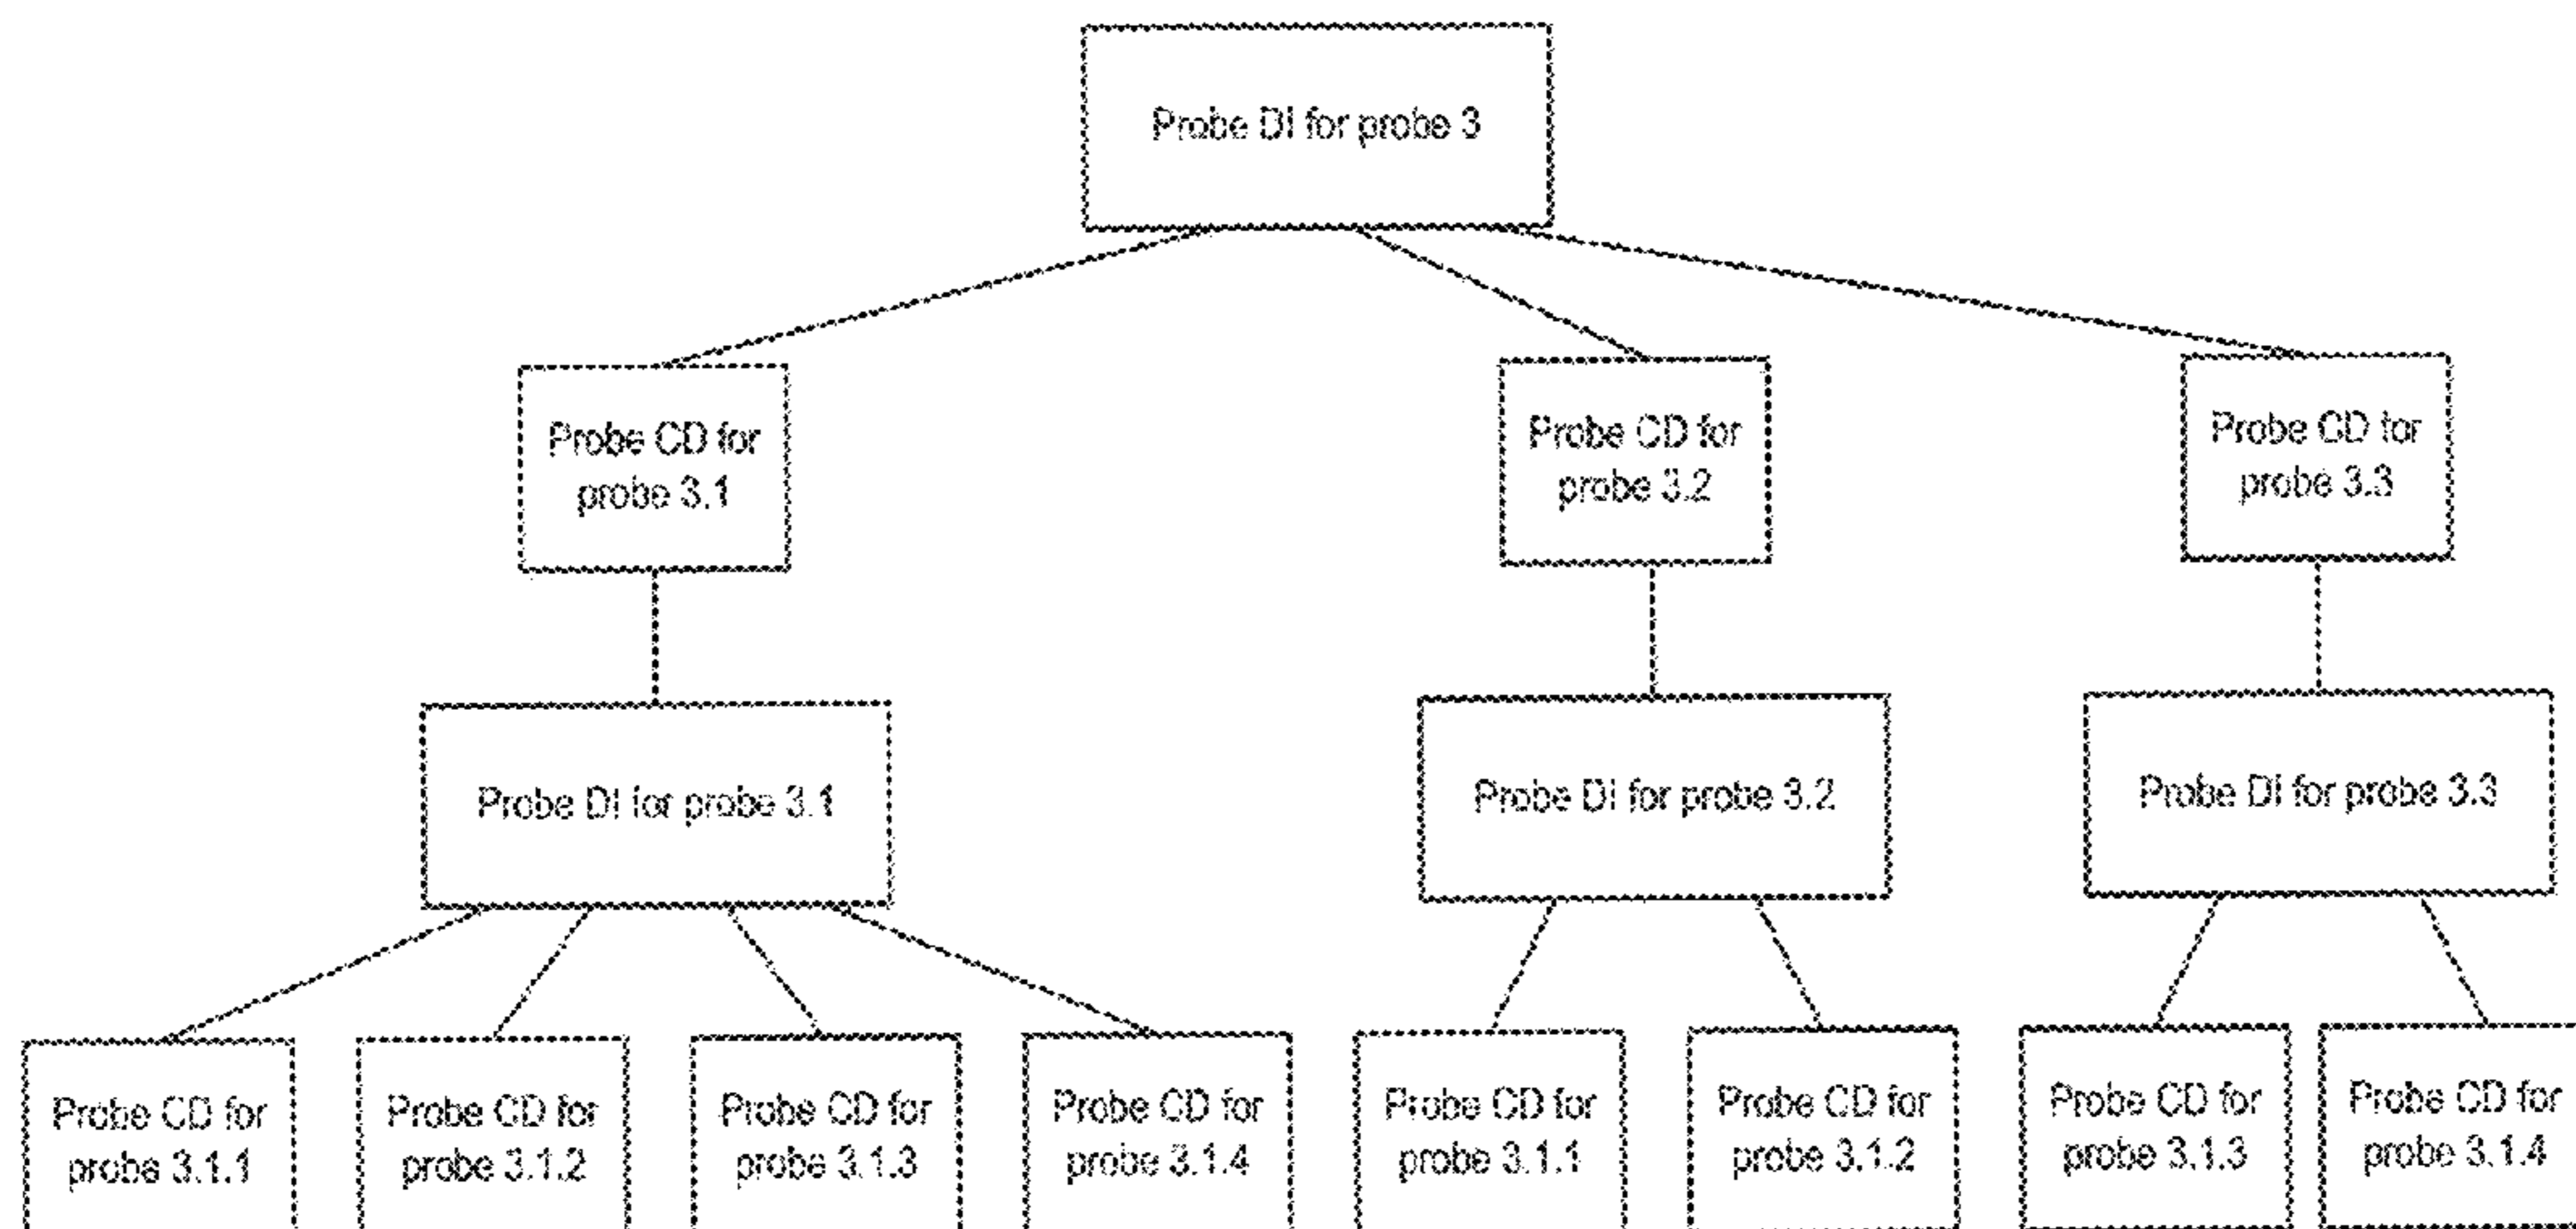 Probe DI for probe 3
Probe CD for
probe 3.1
Probe CD for
probe 3.2
Probe CD for
probe 3.3
Probe DI for probe 3.1
Probe DI for probe 3.2
Probe DI for probe 3.3
Probe CD for
probe 3.1.1
Probe CD for
probe 3.1.2
Probe CD for
probe 3.1.3
Probe CD for
probe 3.1.4
Probe CD for
probe 3.1.1
Probe CD for
probe 3.1.2
Probe CD for
probe 3.1.3
Probe CD for
probe 3.1.4